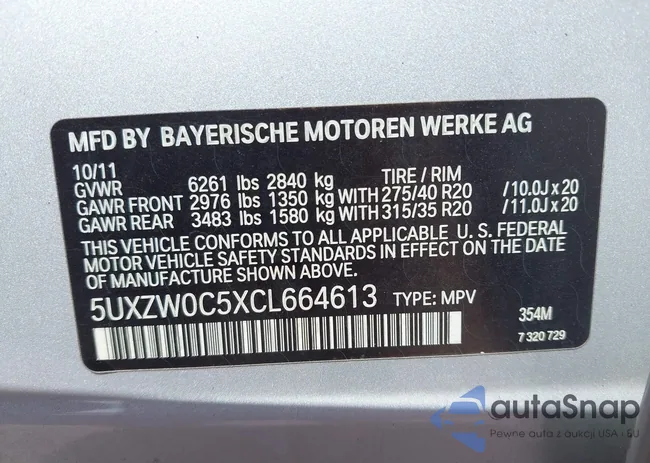 MFD BY BAYERISCHE MOTOREN WERKE AG
10/11 TIRE / RIM
GVWR 6261 lbs 2840 kg
GAWR FRONT 2976 lbs 1350 kg WITH 275/40 R20 / 10.0J x 20
GAWR REAR 3483 lbs 1580 kg WITH 315/35 R20 / 11.0J x 20
THIS VEHICLE CONFORMS TO ALL APPLICABLE U. S. FEDERAL
MOTOR VEHICLE SAFETY STANDARDS IN EFFECT ON THE DATE
OF MANUFACTURE SHOWN ABOVE.
5UXZW0C5XCL664613 TYPE: MPV
354M
7 320 729
autaSnap
Pewne auta z aukcji USA i EU